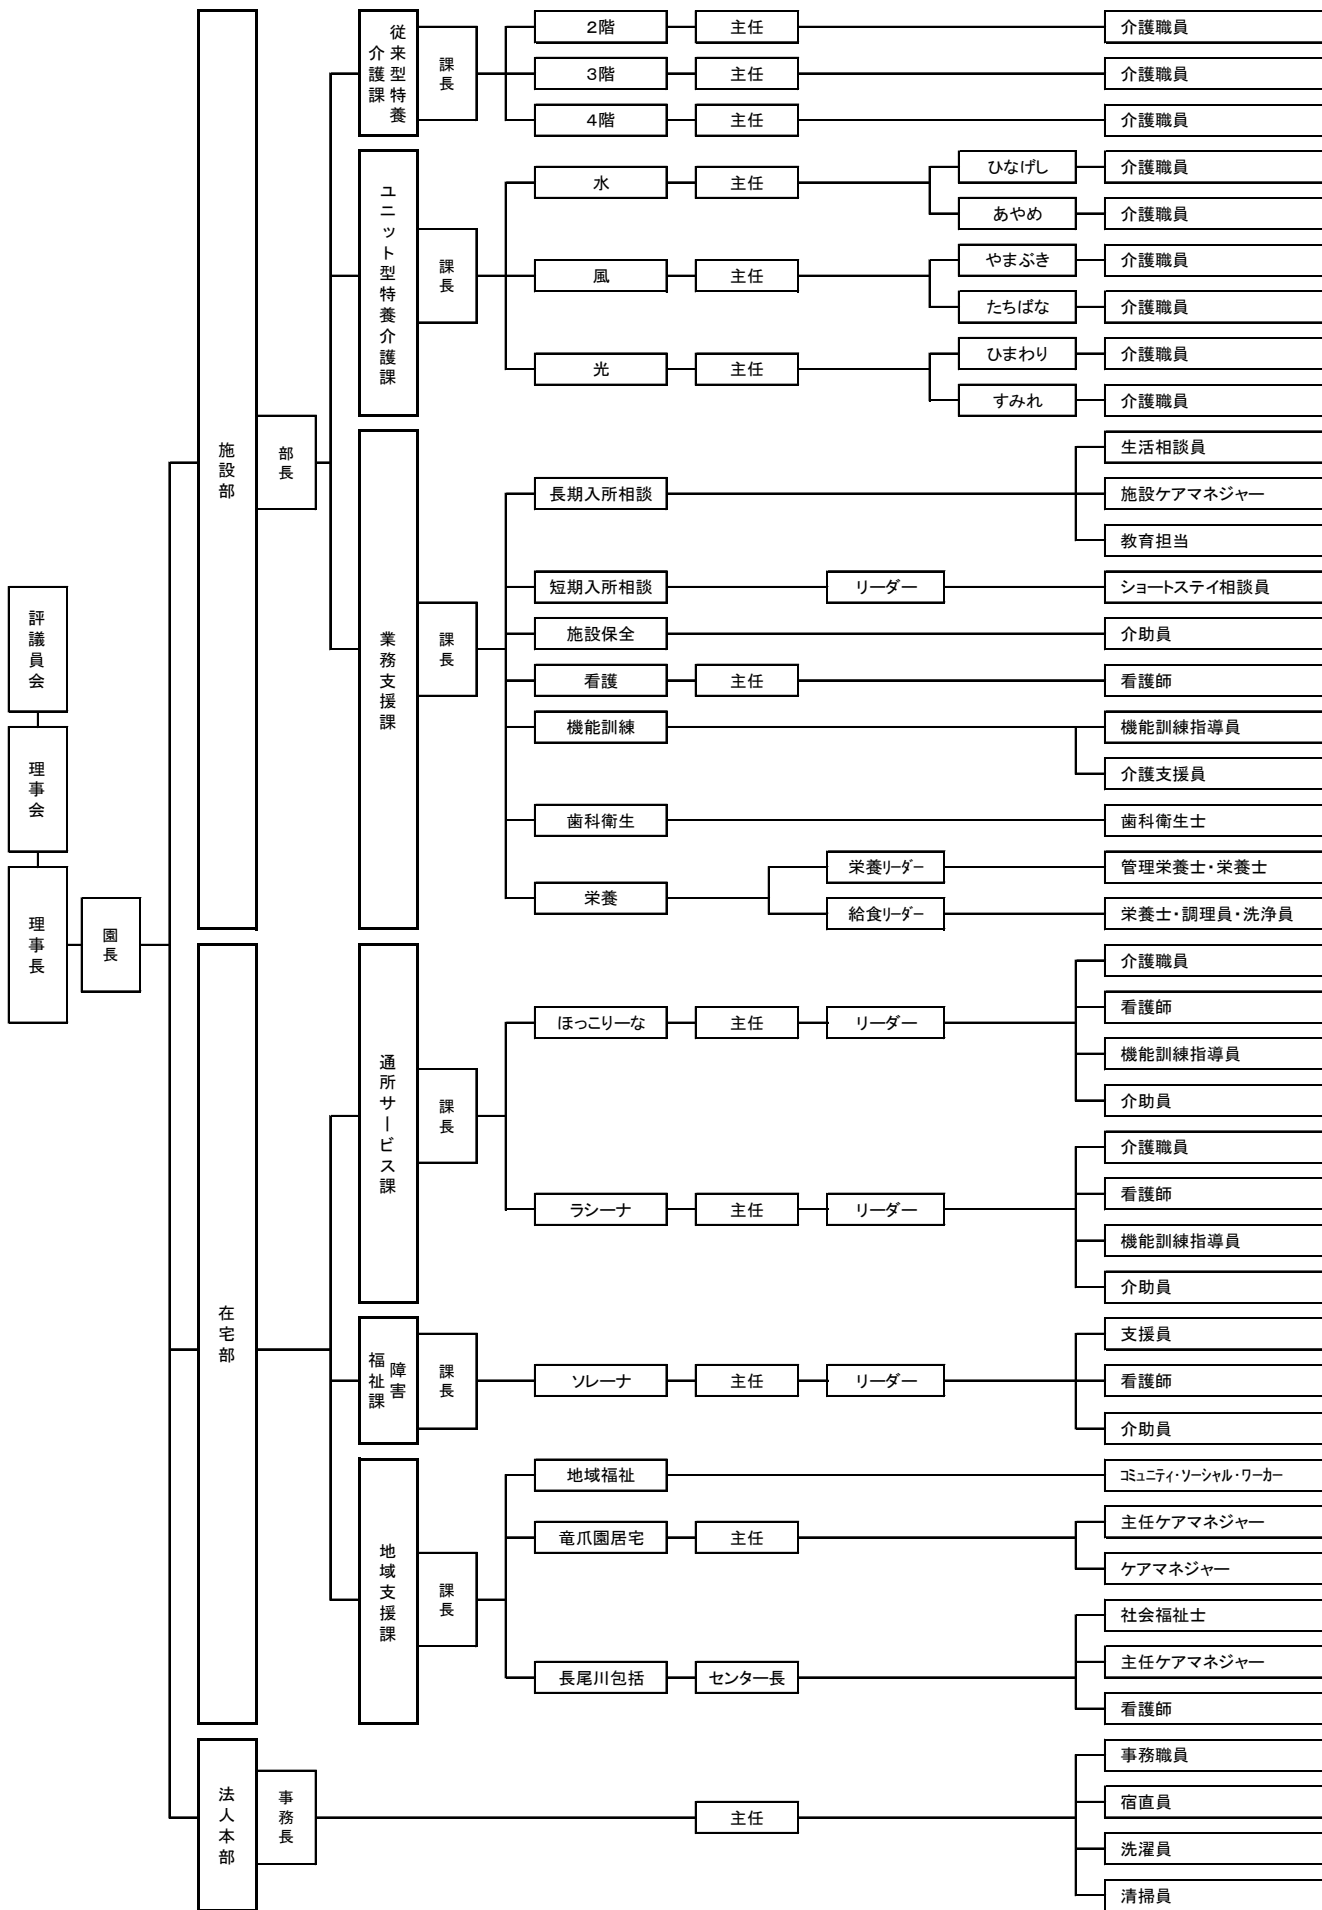 評議員会
理事会
理事長
園長
施設部
部長
従来型特養
介護課
課長
2階
主任
介護職員
3階
主任
介護職員
4階
主任
介護職員
ユニット型特養介護課
課長
水
主任
ひなげし
介護職員
あやめ
介護職員
風
主任
やまぶき
介護職員
たちばな
介護職員
光
主任
ひまわり
介護職員
すみれ
介護職員
業務支援課
課長
長期入所相談
生活相談員
施設ケアマネジャー
教育担当
短期入所相談
リーダー
ショートステイ相談員
施設保全
介助員
看護
主任
看護師
機能訓練
機能訓練指導員
介護支援員
歯科衛生
歯科衛生士
栄養
栄養リーダー
管理栄養士・栄養士
給食リーダー
栄養士・調理員・洗浄員
在宅部
通所サービス課
課長
ほっこりーな
主任
リーダー
介護職員
看護師
機能訓練指導員
介助員
ラシーナ
主任
リーダー
介護職員
看護師
機能訓練指導員
介助員
障害
福祉課
課長
ソレーナ
主任
リーダー
支援員
看護師
介助員
地域支援課
課長
地域福祉
コミュニティ・ソーシャル・ワーカー
竜爪園居宅
主任
主任ケアマネジャー
ケアマネジャー
長尾川包括
センター長
社会福祉士
主任ケアマネジャー
看護師
法人本部
事務長
主任
事務職員
宿直員
洗濯員
清掃員